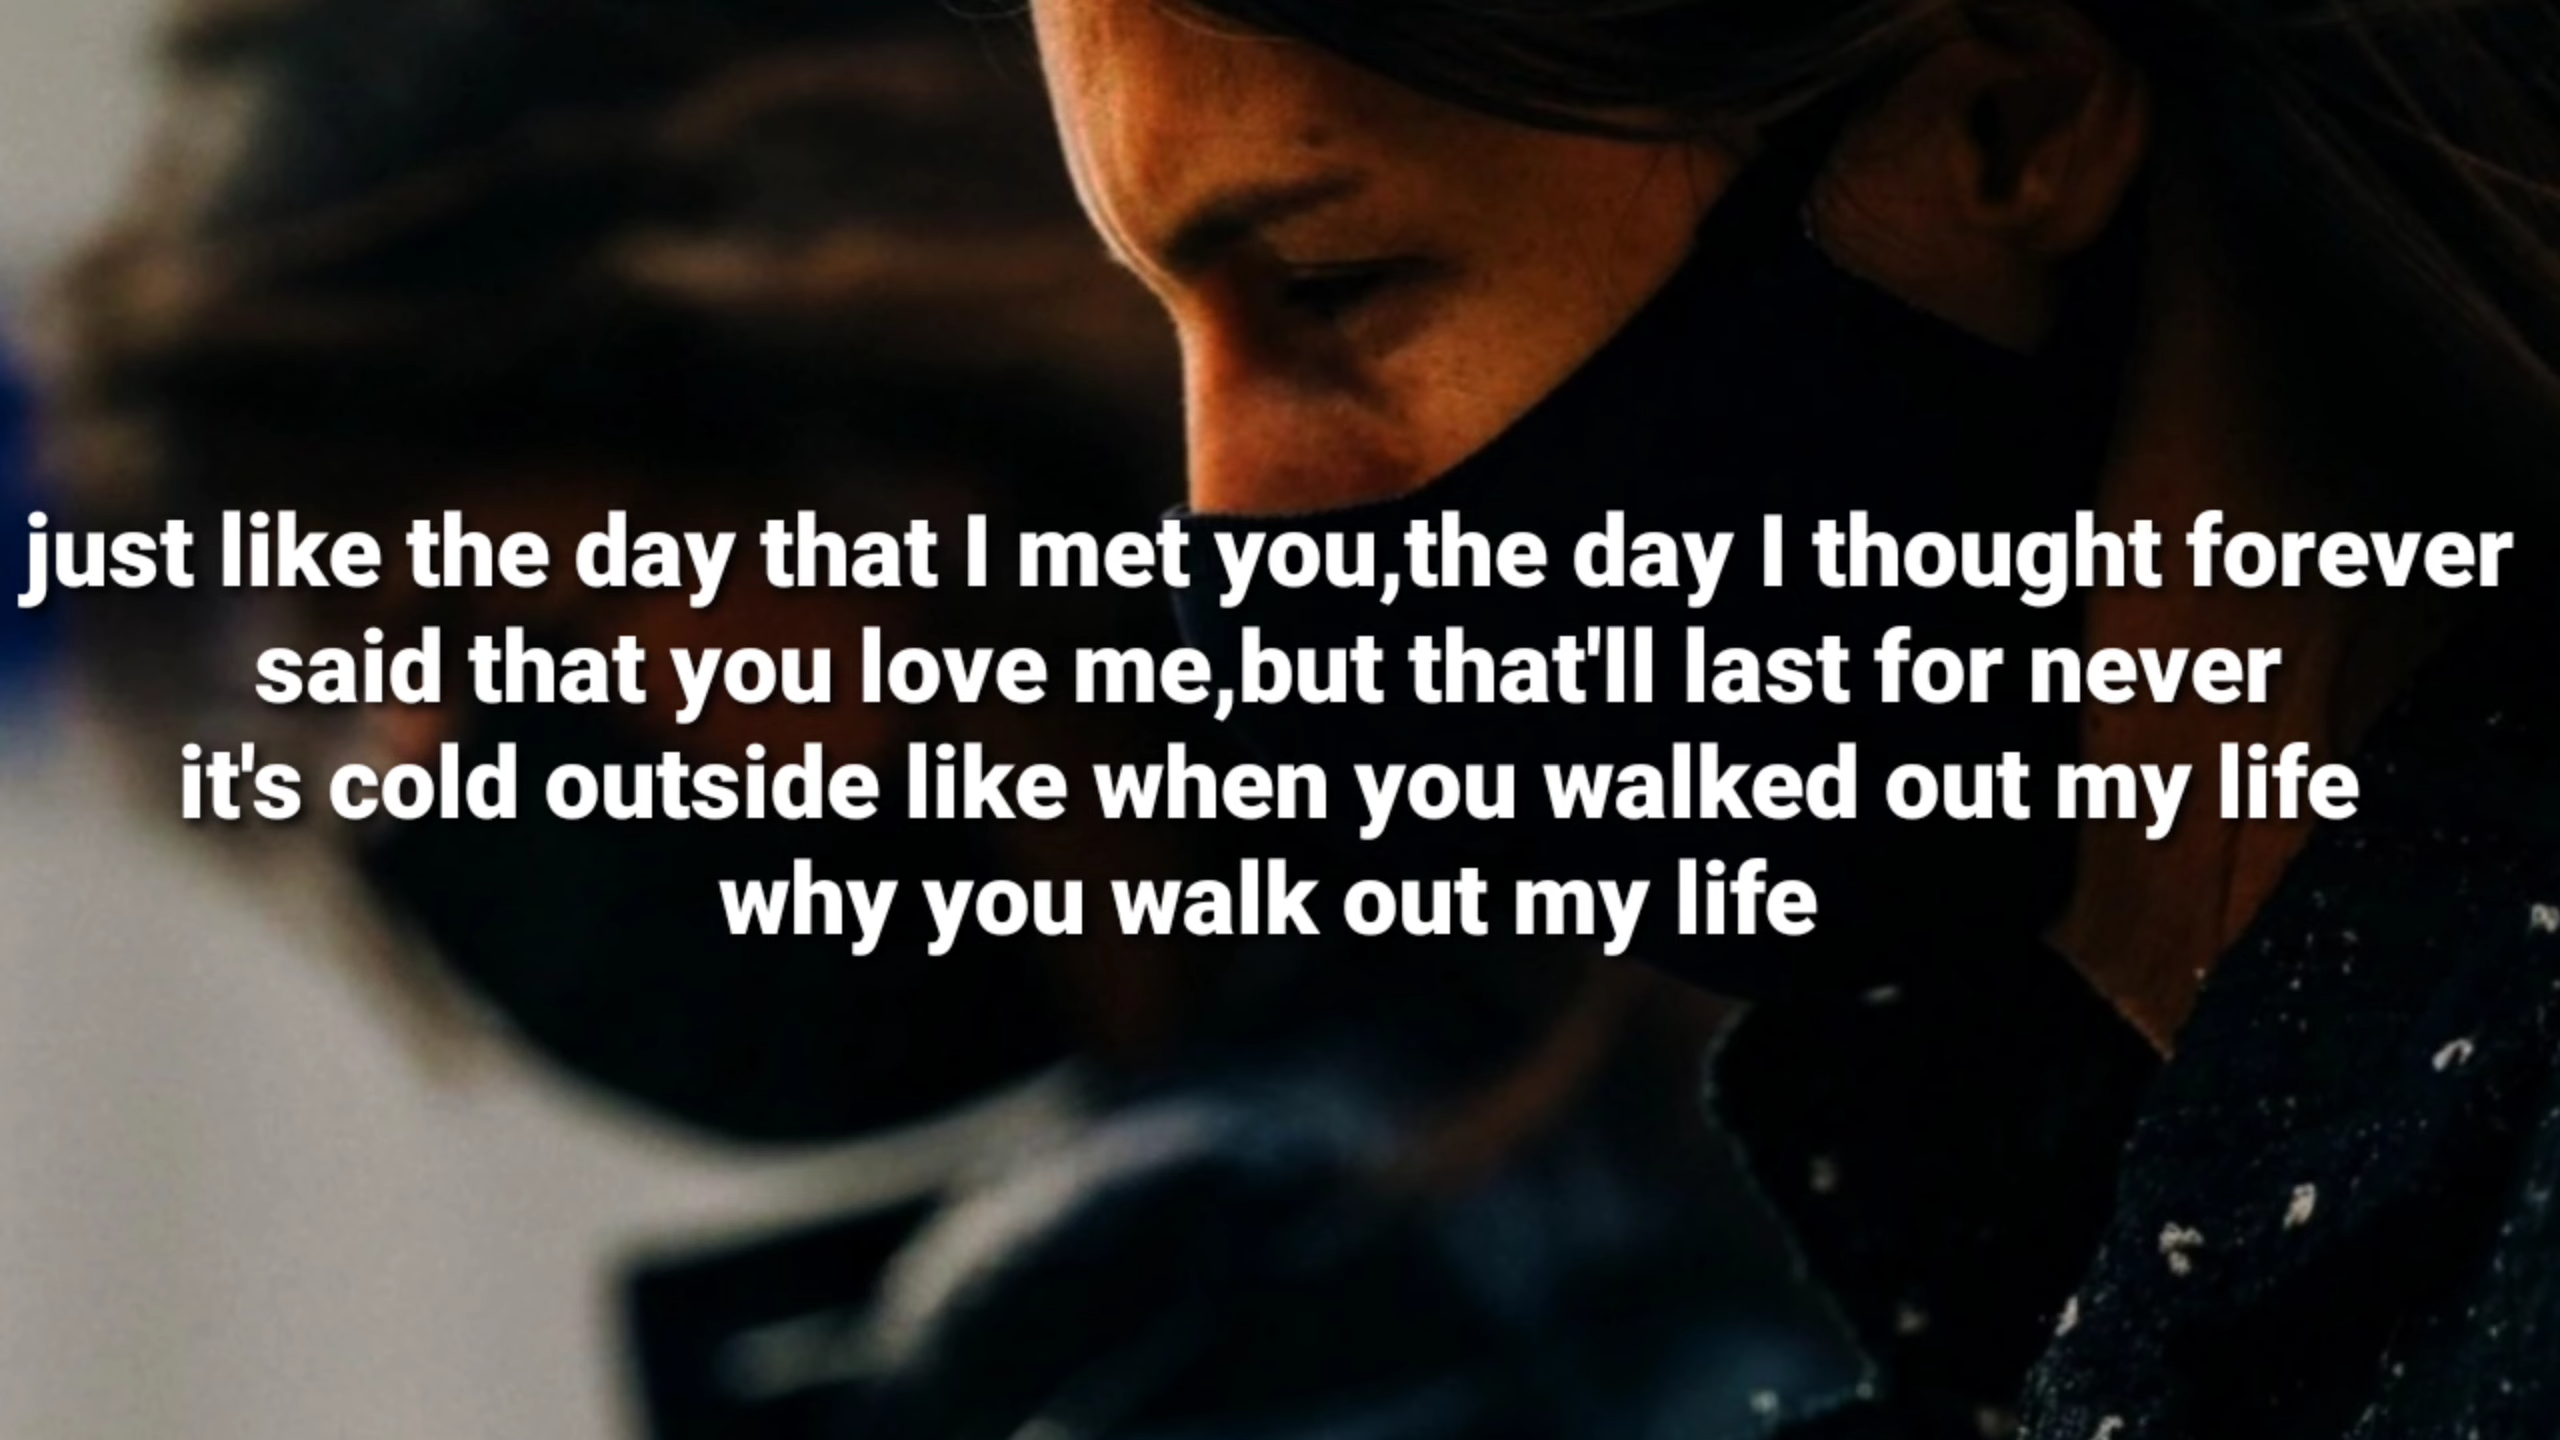 just like the day that I met you,the day I thought forever
said that you love me,but that'll last for never
it's cold outside like when you walked out my life
why you walk out my life